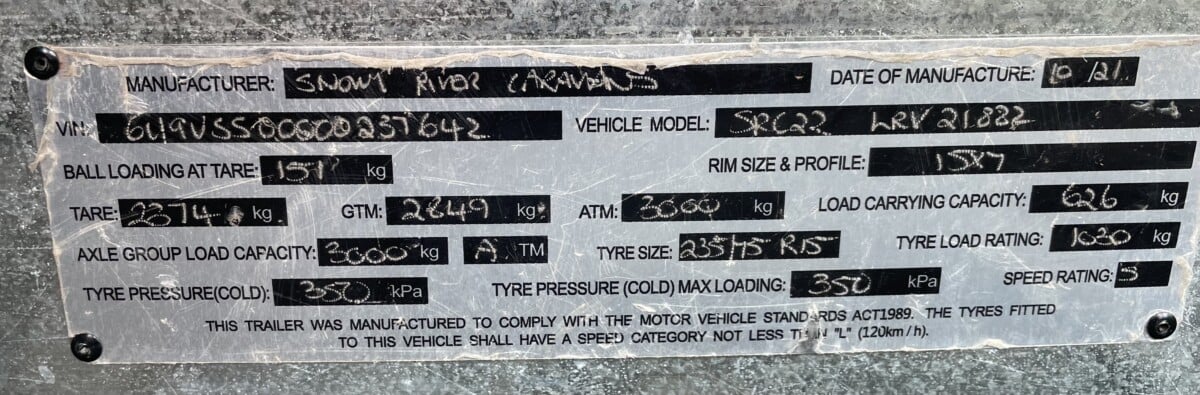 MANUFACTURER: SNOWY RIVER CARAVANS DATE OF MANUFACTURE: 10/21
VIN: 6U9VSS00000237642 VEHICLE MODEL: SRC22 LRV 21882
BALL LOADING AT TARE: 151 kg RIM SIZE & PROFILE: 15X7
TARE: 2374 kg GTM: 2849 kg ATM: 3000 kg LOAD CARRYING CAPACITY: 626 kg
AXLE GROUP LOAD CAPACITY: 3000 kg A TM TYRE SIZE: 235/75 R15 TYRE LOAD RATING: 1030 kg
TYRE PRESSURE(COLD): 350 kPa TYRE PRESSURE (COLD) MAX LOADING: 350 kPa SPEED RATING: S
THIS TRAILER WAS MANUFACTURED TO COMPLY WITH THE MOTOR VEHICLE STANDARDS ACT1989. THE TYRES FITTED
TO THIS VEHICLE SHALL HAVE A SPEED CATEGORY NOT LESS THAN "L" (120km/h).